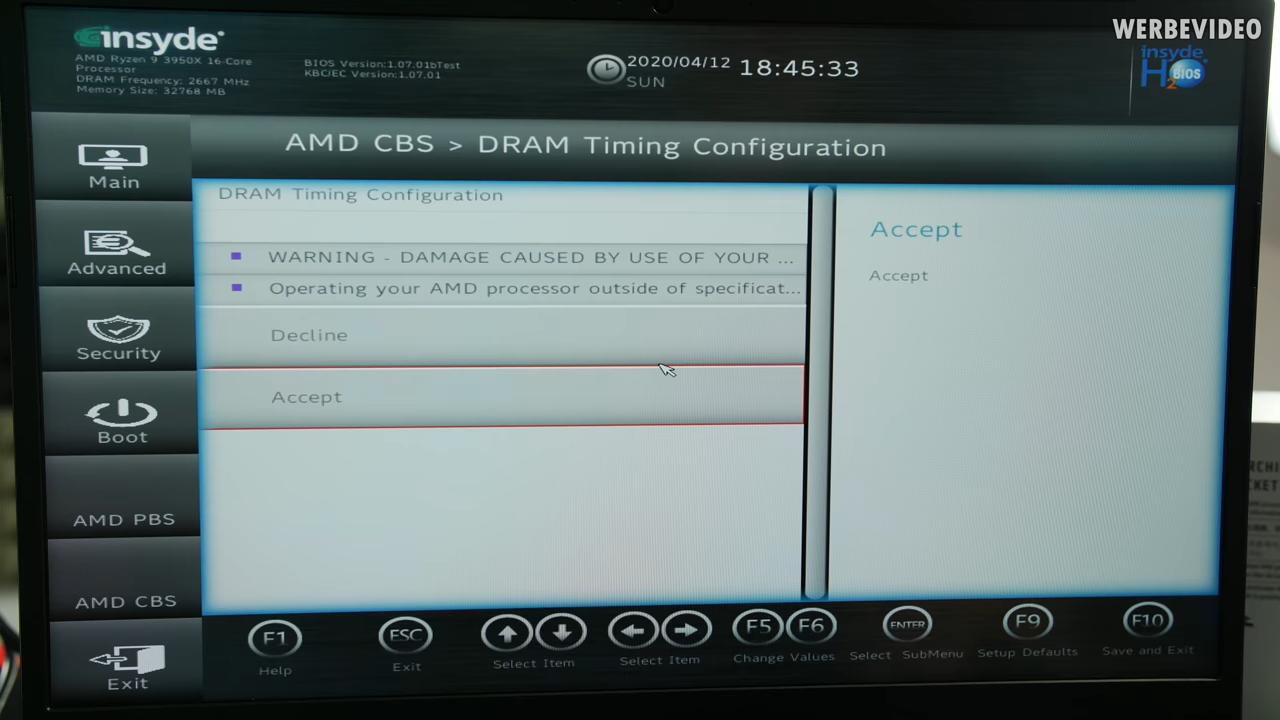 WERBEVIDEO
insyde
AMD Ryzen 9 3950X 16-Core
Processor
DRAM Frequency: 2667 MHz
Memory Size: 32768 MB
BIOS Version:1.07.01bTest
KBC/EC Version:1.07.01
2020/04/12 18:45:33
SUN
insyde
H2BIOS
AMD CBS > DRAM Timing Configuration
Main
Advanced
Security
Boot
AMD PBS
AMD CBS
Exit
DRAM Timing Configuration
WARNING - DAMAGE CAUSED BY USE OF YOUR ...
Operating your AMD processor outside of specificat...
Decline
Accept
Accept
Accept
F1
Help
ESC
Exit
Select Item
Select Item
F5 F6
Change Values
ENTER
Select SubMenu
F9
Setup Defaults
F10
Save and Exit